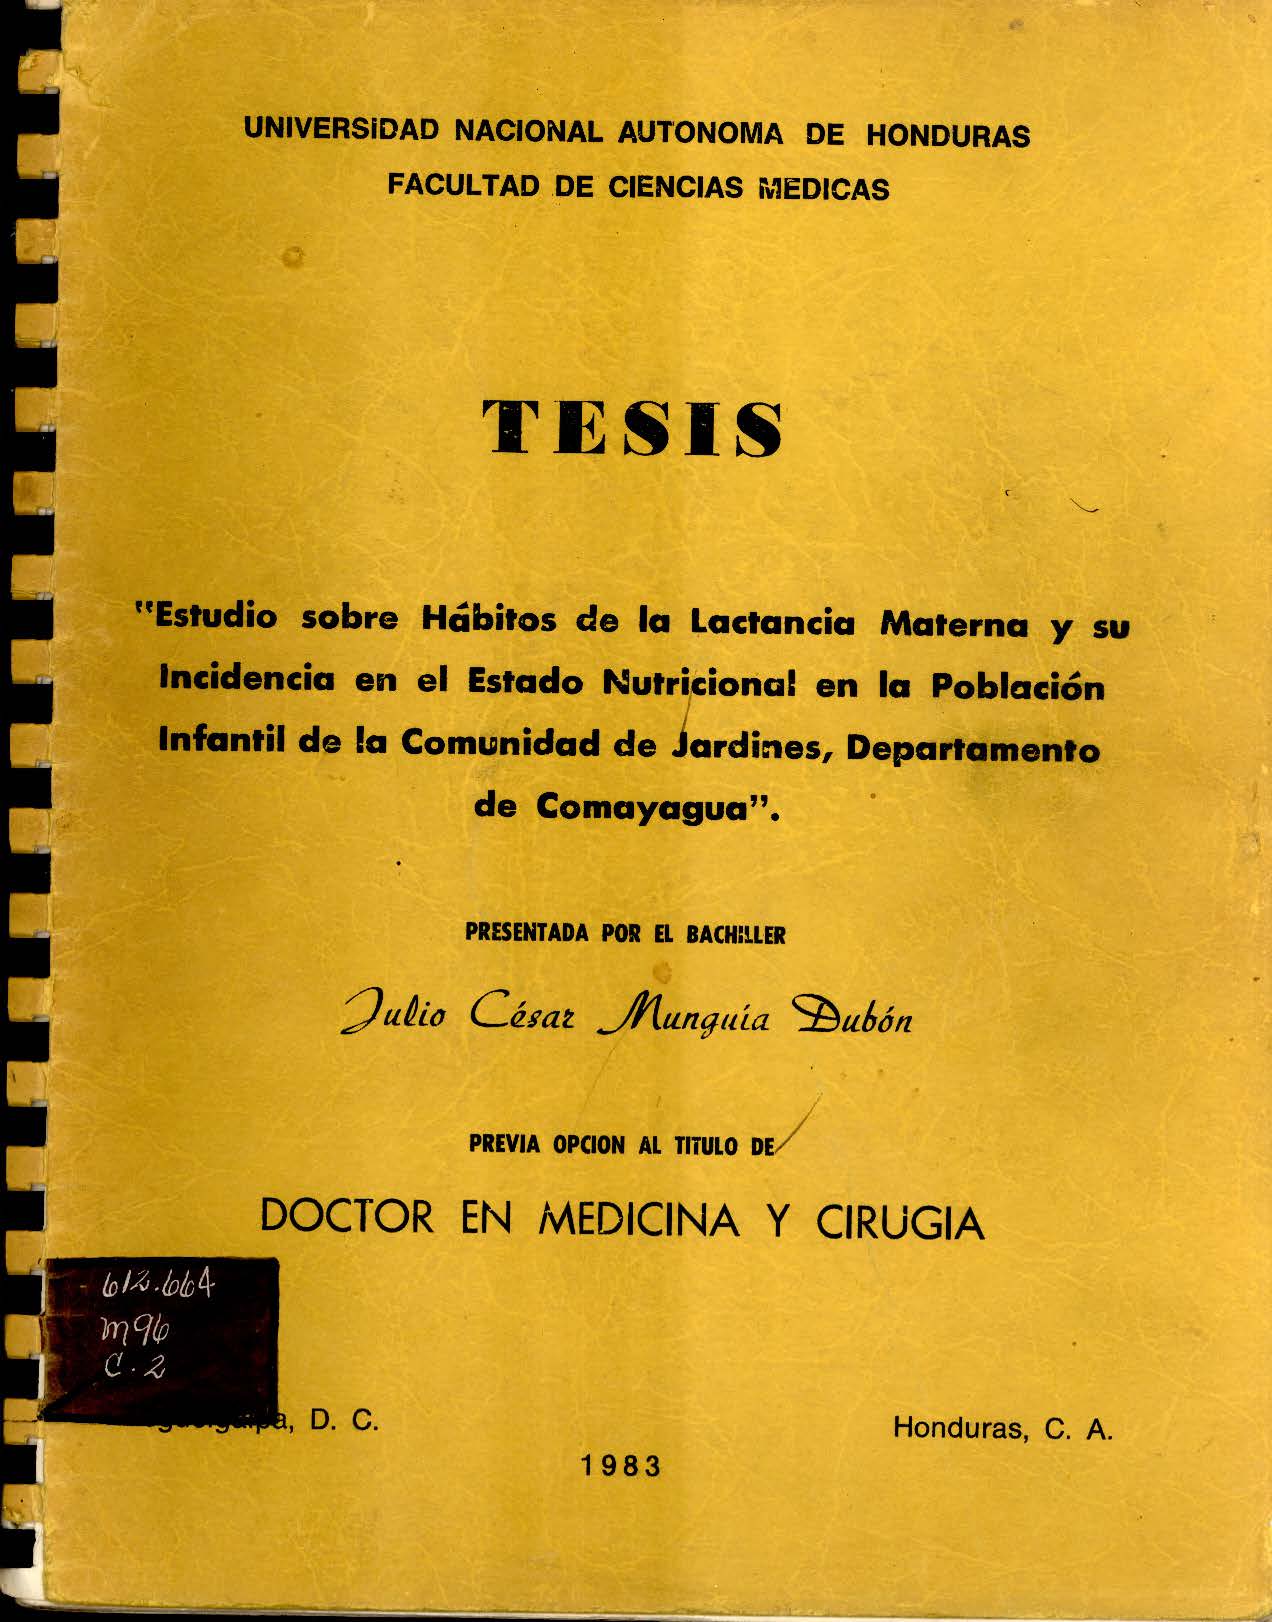 UNIVERSIDAD NACIONAL AUTONOMA DE HONDURAS
FACULTAD DE CIENCIAS MEDICAS
TESIS
"Estudio sobre Hábitos de la Lactancia Materna y su
Incidencia en el Estado Nutricional en la Población
Infantil de la Comunidad de Jardines, Departamento
de Comayagua".
PRESENTADA POR EL BACHILLER
Julio César Munguía Dubón
PREVIA OPCION AL TITULO DE
DOCTOR EN MEDICINA Y CIRUGIA
612.664
M96
C.2
D. C. Honduras, C. A.
1983